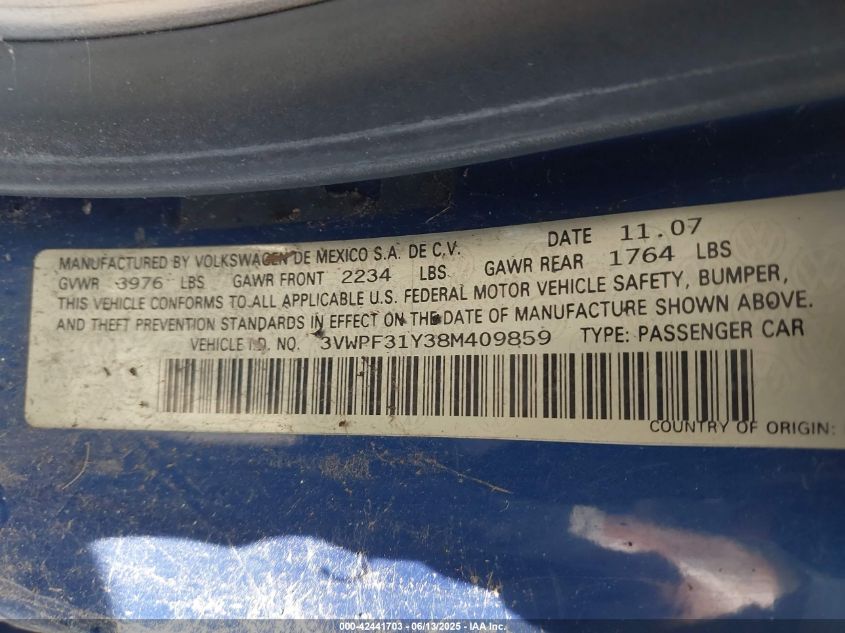 MANUFACTURED BY VOLKSWAGEN DE MEXICO S.A. DE C.V. DATE 11.07
GVWR 3976 LBS GAWR FRONT 2234 LBS GAWR REAR 1764 LBS
THIS VEHICLE CONFORMS TO ALL APPLICABLE U.S. FEDERAL MOTOR VEHICLE SAFETY, BUMPER,
AND THEFT PREVENTION STANDARDS IN EFFECT ON THE DATE OF MANUFACTURE SHOWN ABOVE.
VEHICLE I.D. NO. 3VWPF31Y38M409859 TYPE: PASSENGER CAR
COUNTRY OF ORIGIN:
000-42441703 - 06/13/2025 - IAA Inc.